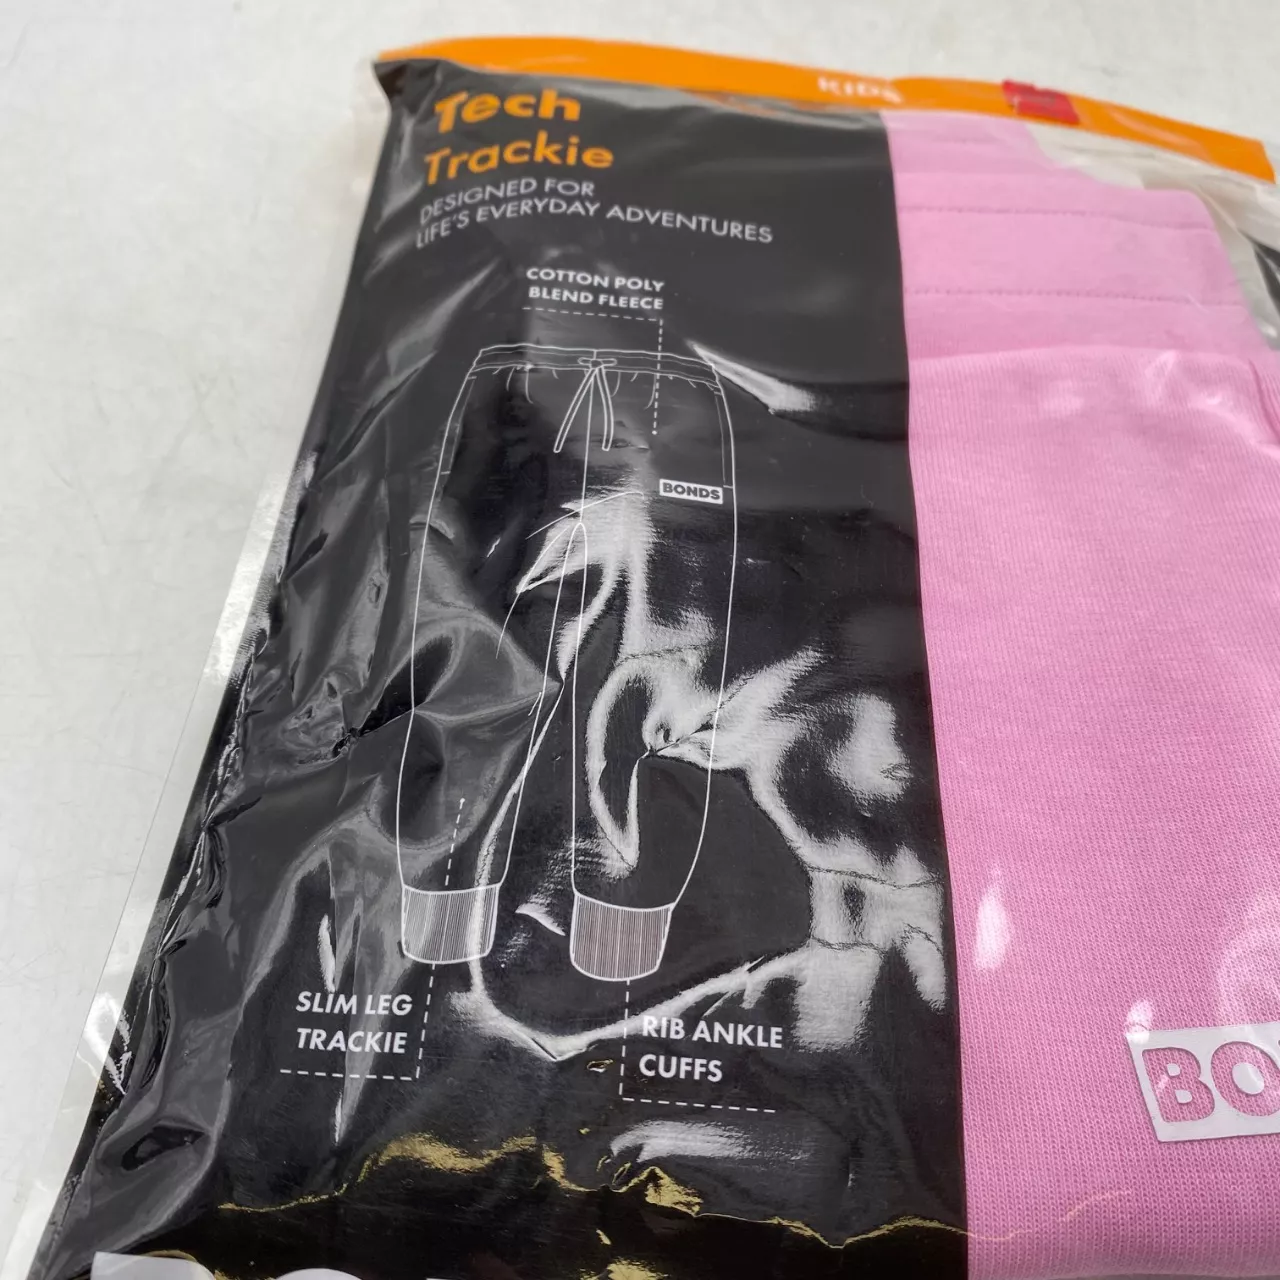 KIDS
Tech
Trackie
DESIGNED FOR
LIFE'S EVERYDAY ADVENTURES
COTTON POLY
BLEND FLEECE
BONDS
SLIM LEG
TRACKIE
RIB ANKLE
CUFFS
BO